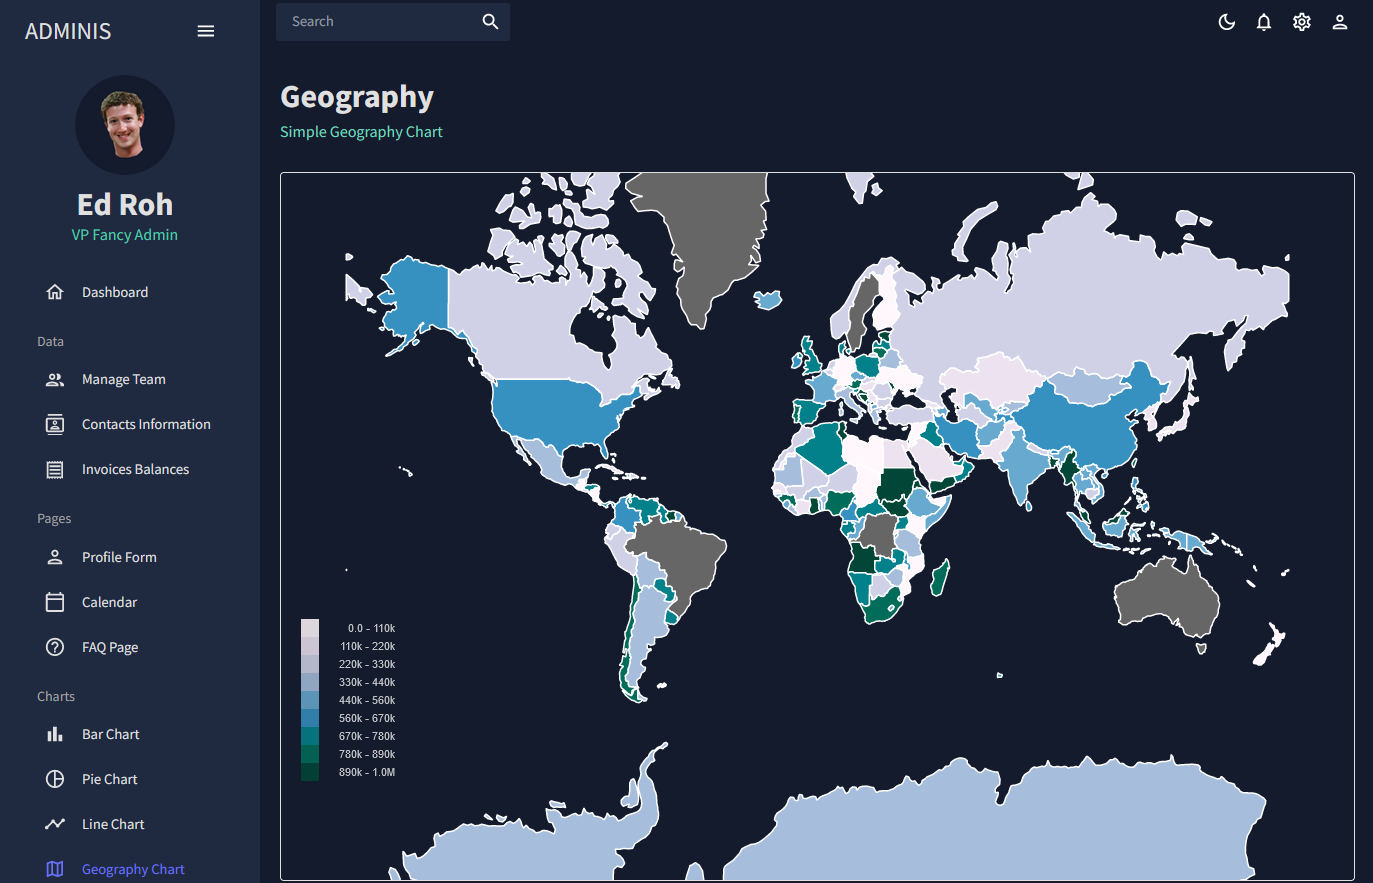 ADMINIS
Search
Ed Roh
VP Fancy Admin
Dashboard
Data
Manage Team
Contacts Information
Invoices Balances
Pages
Profile Form
Calendar
FAQ Page
Charts
Bar Chart
Pie Chart
Line Chart
Geography Chart
Geography
Simple Geography Chart
0.0 - 110k
110k - 220k
220k - 330k
330k - 440k
440k - 560k
560k - 670k
670k - 780k
780k - 890k
890k - 1.0M